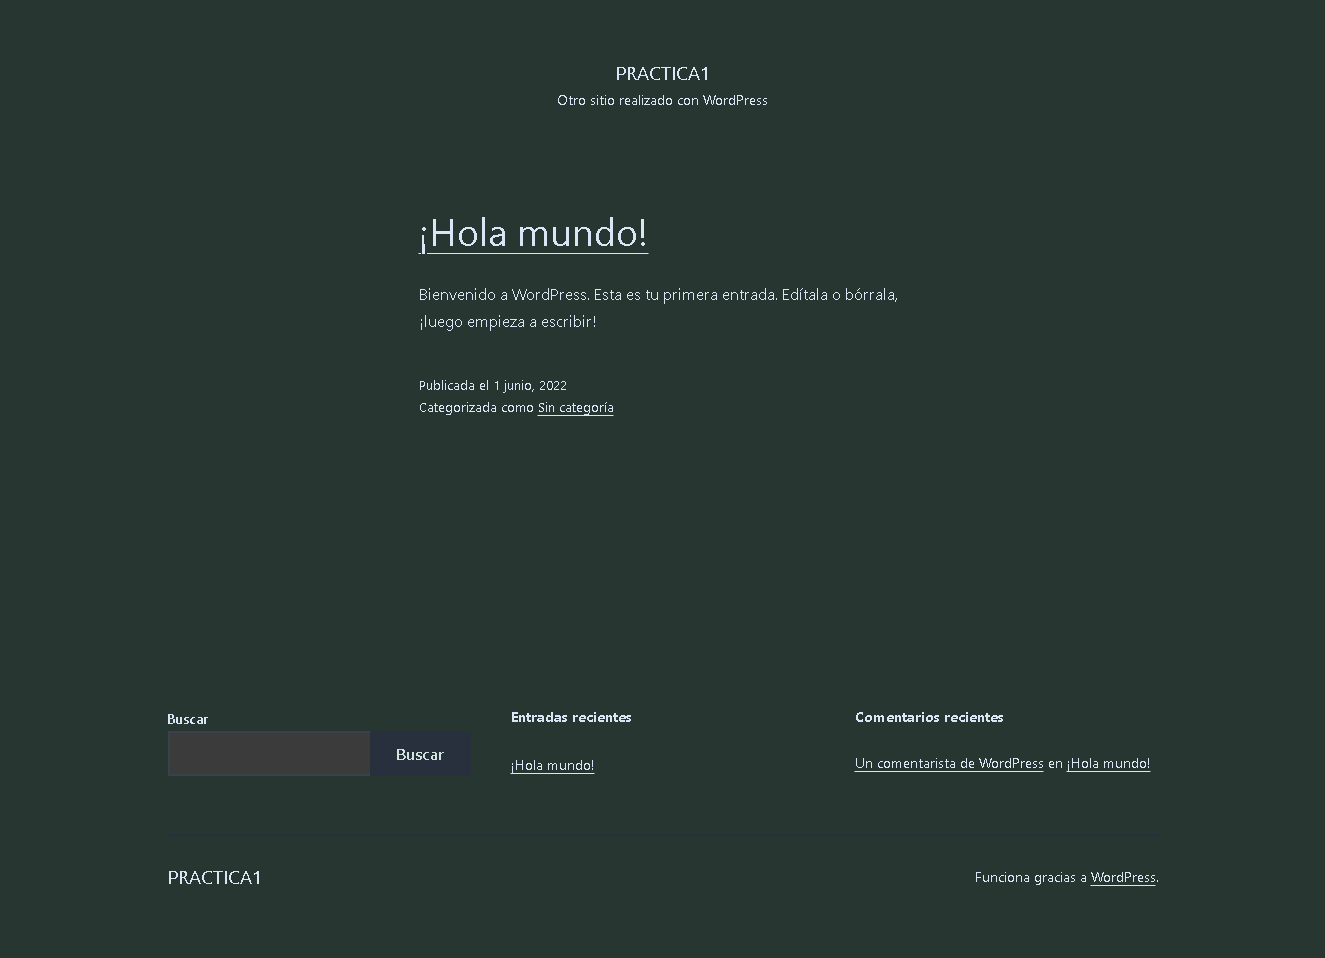 PRACTICA1
Otro sitio realizado con WordPress
¡Hola mundo!
Bienvenido a WordPress. Esta es tu primera entrada. Edítala o bórrala,
¡luego empieza a escribir!
Publicada el 1 junio, 2022
Categorizada como Sin categoría
Buscar
Buscar
Entradas recientes
¡Hola mundo!
Comentarios recientes
Un comentarista de WordPress en ¡Hola mundo!
PRACTICA1
Funciona gracias a WordPress.